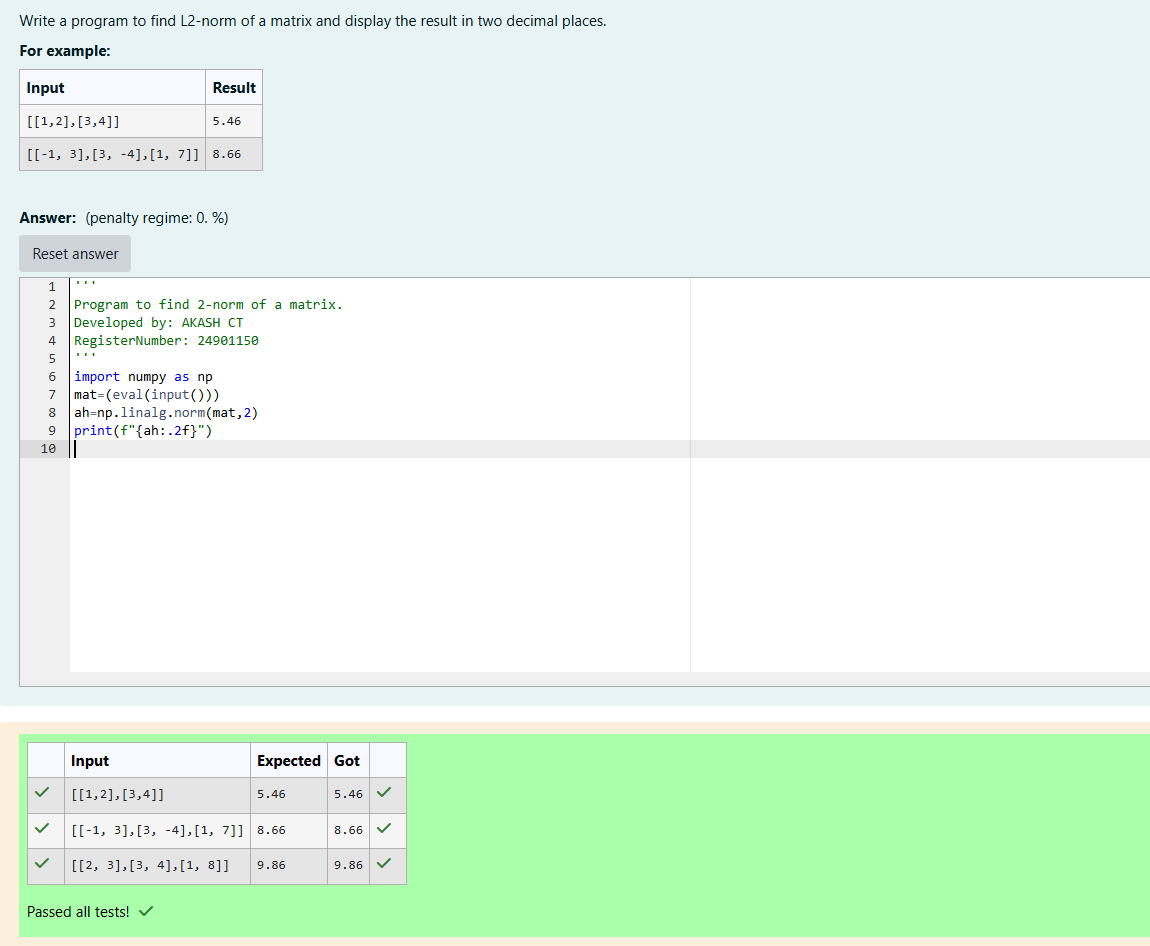 Write a program to find L2-norm of a matrix and display the result in two decimal places.
For example:
Input Result
[[1,2],[3,4]] 5.46
[[-1, 3],[3, -4],[1, 7]] 8.66
Answer: (penalty regime: 0. %)
Reset answer
1 '''
2 Program to find 2-norm of a matrix.
3 Developed by: AKASH CT
4 RegisterNumber: 24901150
5 '''
6 import numpy as np
7 mat=(eval(input()))
8 ah=np.linalg.norm(mat,2)
9 print(f"{ah:.2f}")
10
Input Expected Got
[[1,2],[3,4]] 5.46 5.46
[[-1, 3],[3, -4],[1, 7]] 8.66 8.66
[[2, 3],[3, 4],[1, 8]] 9.86 9.86
Passed all tests!